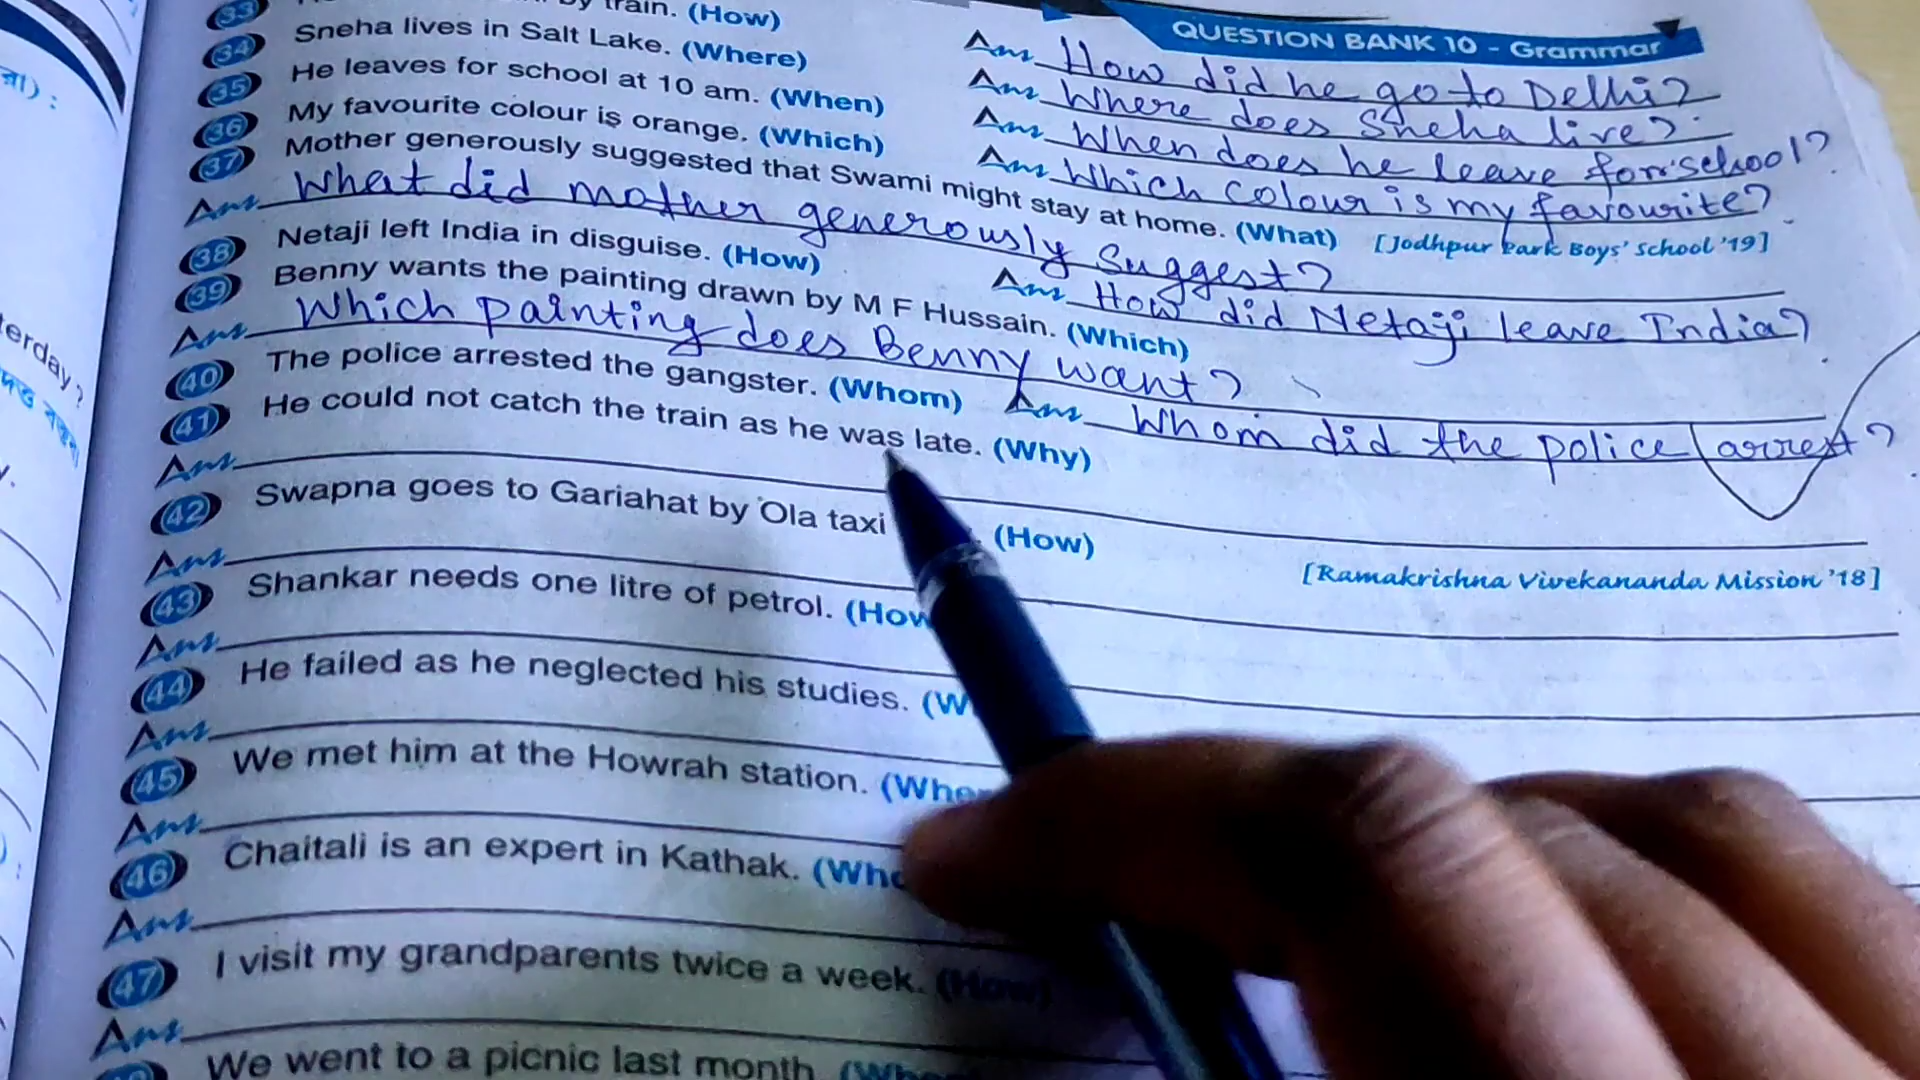 33 by train. (How)
QUESTION BANK 10 - Grammar
Ans How did he go to Delhi?
34 Sneha lives in Salt Lake. (Where)
Ans Where does Sneha live?
35 He leaves for school at 10 am. (When)
Ans When does he leave for school?
36 My favourite colour is orange. (Which)
Ans Which colour is my favourite?
37 Mother generously suggested that Swami might stay at home. (What) [Jodhpur Park Boys' School '19]
Ans What did mother generously suggest?
38 Netaji left India in disguise. (How)
Ans How did Netaji leave India?
39 Benny wants the painting drawn by M F Hussain. (Which)
Ans Which painting does Benny want?
40 The police arrested the gangster. (Whom)
Ans Whom did the police arrest?
41 He could not catch the train as he was late. (Why)
Ans
42 Swapna goes to Gariahat by Ola taxi (How)
[Ramakrishna Vivekananda Mission '18]
Ans
43 Shankar needs one litre of petrol. (How
Ans
44 He failed as he neglected his studies. (W
Ans
45 We met him at the Howrah station. (Whe
Ans
46 Chaitali is an expert in Kathak. (Who
Ans
47 I visit my grandparents twice a week. (How)
Ans
We went to a picnic last month. (Whe